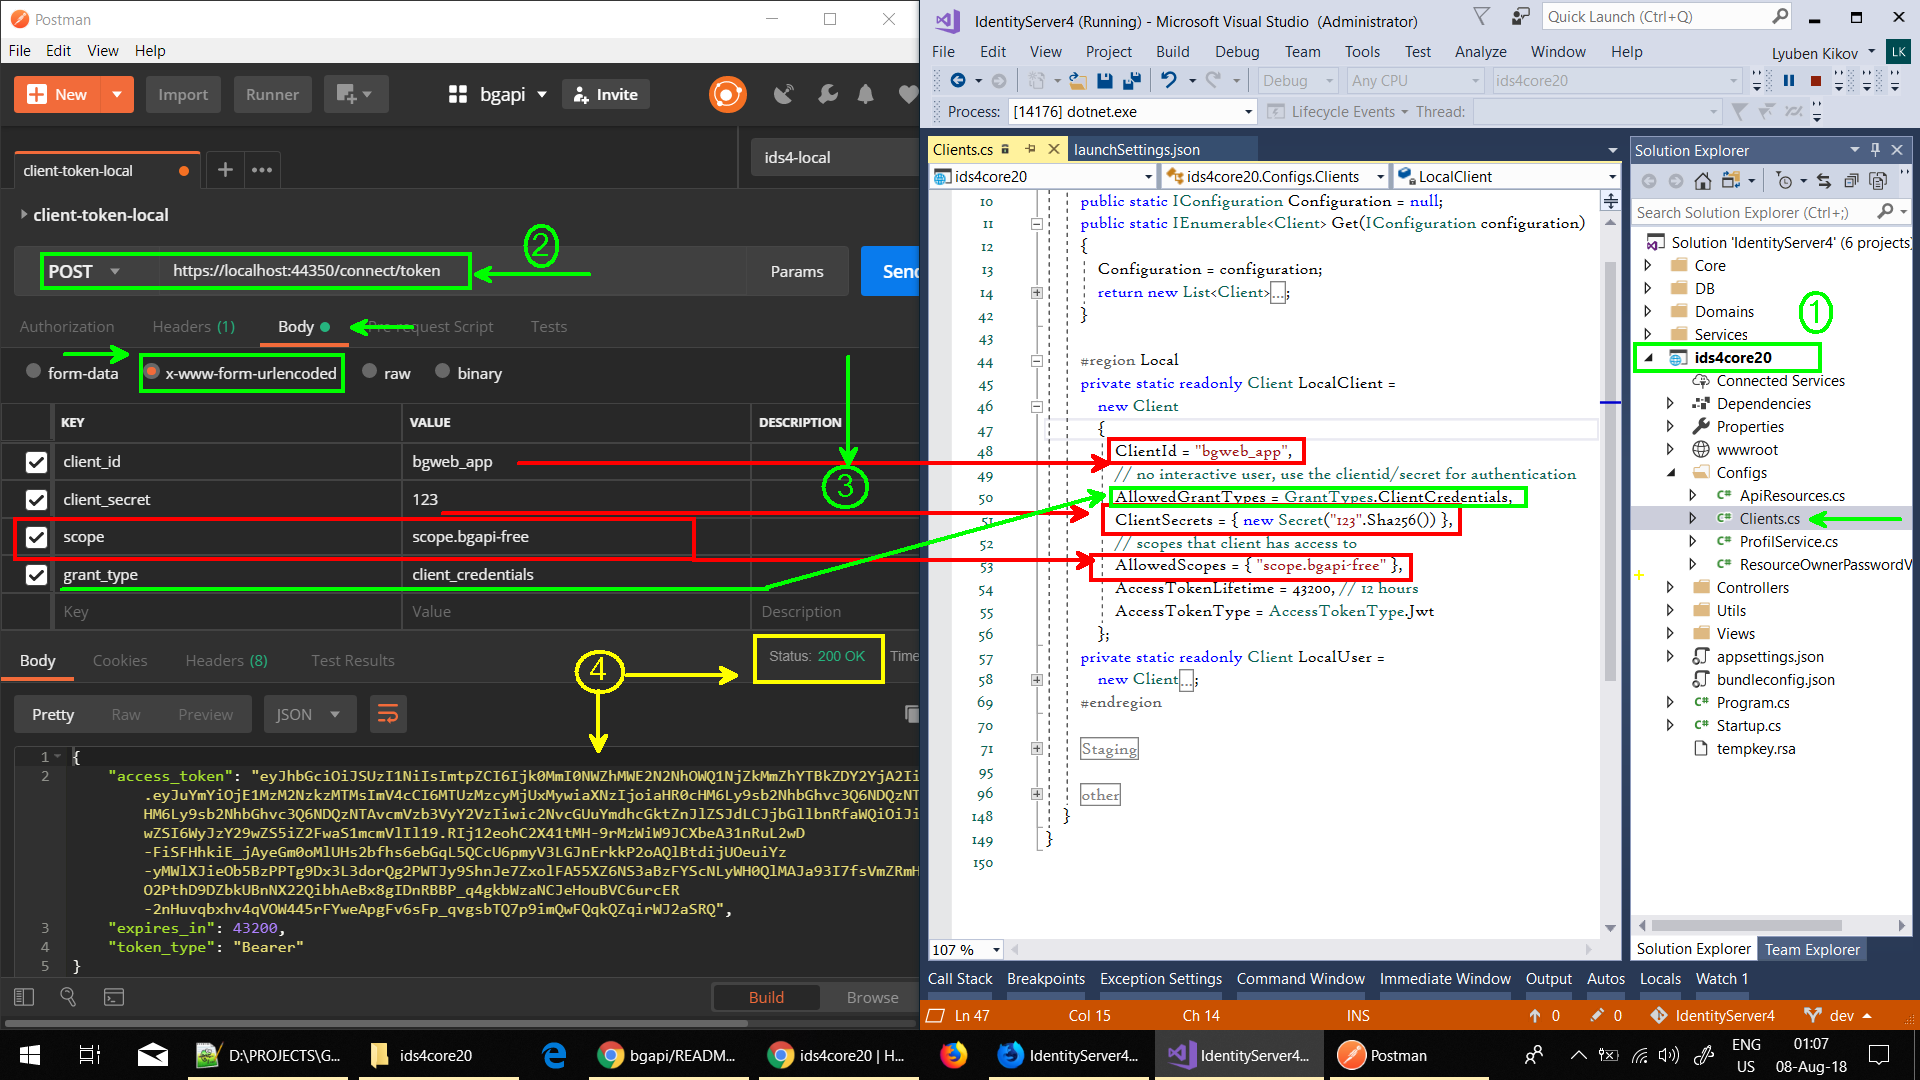 Postman
File Edit View Help
New Import Runner bgapi Invite
client-token-local
ids4-local
client-token-local
POST https://localhost:44350/connect/token Params Send
2
Authorization Headers (1) Body Pre-request Script Tests
form-data x-www-form-urlencoded raw binary
KEY VALUE DESCRIPTION
client_id bgweb_app
client_secret 123
3
scope scope.bgapi-free
grant_type client_credentials
Key Value Description
Body Cookies Headers (8) Test Results
4
Status: 200 OK Time
Pretty Raw Preview JSON
1 {
2 "access_token": "eyJhbGciOiJSUzI1NiIsImtpZCI6Ijk0MmI0NWZhMWE2N2NhOWQ1NjZkMmZhYTBkZDY2YjA2Ii
3 "expires_in": 43200,
4 "token_type": "Bearer"
5 }
Build Browse
IdentityServer4 (Running) - Microsoft Visual Studio (Administrator)
Quick Launch (Ctrl+Q)
File Edit View Project Build Debug Team Tools Test Analyze Window Help
Lyuben Kikov LK
Debug Any CPU ids4core20
Process: [14176] dotnet.exe Lifecycle Events Thread:
Clients.cs launchSettings.json
ids4core20 ids4core20.Configs.Clients LocalClient
10 public static IConfiguration Configuration = null;
11 public static IEnumerable<Client> Get(IConfiguration configuration)
12 {
13 Configuration = configuration;
14 return new List<Client>...;
42 }
43
44 #region Local
45 private static readonly Client LocalClient =
46 new Client
47 {
48 ClientId = "bgweb_app",
49 // no interactive user, use the clientid/secret for authentication
50 AllowedGrantTypes = GrantTypes.ClientCredentials,
51 ClientSecrets = { new Secret("123".Sha256()) },
52 // scopes that client has access to
53 AllowedScopes = { "scope.bgapi-free" },
54 AccessTokenLifetime = 43200, // 12 hours
55 AccessTokenType = AccessTokenType.Jwt
56 };
57 private static readonly Client LocalUser =
58 new Client...;
69 #endregion
70
71 Staging
95
96 other
148 }
149 }
150
107 %
Solution Explorer
Search Solution Explorer (Ctrl+;)
Solution 'IdentityServer4' (6 projects)
Core
DB
Domains
1
Services
ids4core20
Connected Services
Dependencies
Properties
wwwroot
Configs
C# ApiResources.cs
C# Clients.cs
C# ProfilService.cs
C# ResourceOwnerPasswordV
Controllers
Utils
Views
appsettings.json
bundleconfig.json
C# Program.cs
C# Startup.cs
tempkey.rsa
Solution Explorer Team Explorer
Call Stack Breakpoints Exception Settings Command Window Immediate Window Output Autos Locals Watch 1
Ln 47 Col 15 Ch 14 INS 0 0 IdentityServer4 dev
D:\PROJECTS\G... ids4core20 bgapi/READM... ids4core20 | H... IdentityServer4... IdentityServer4... Postman
ENG
US
01:07
08-Aug-18